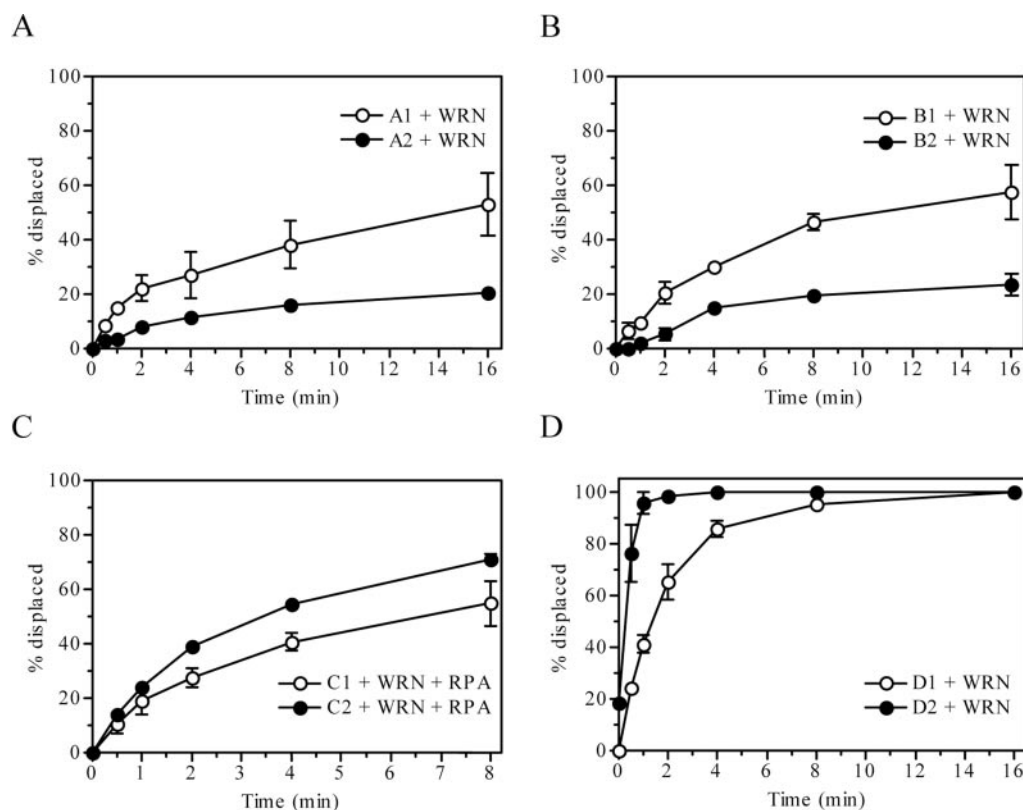 A
100
80
60
40
20
0
% displaced
A1 + WRN
A2 + WRN
0 2 4 6 8 10 12 14 16
Time (min)
B
100
80
60
40
20
0
% displaced
B1 + WRN
B2 + WRN
0 2 4 6 8 10 12 14 16
Time (min)
C
100
80
60
40
20
0
% displaced
C1 + WRN + RPA
C2 + WRN + RPA
0 1 2 3 4 5 6 7 8
Time (min)
D
100
80
60
40
20
0
% displaced
D1 + WRN
D2 + WRN
0 2 4 6 8 10 12 14 16
Time (min)